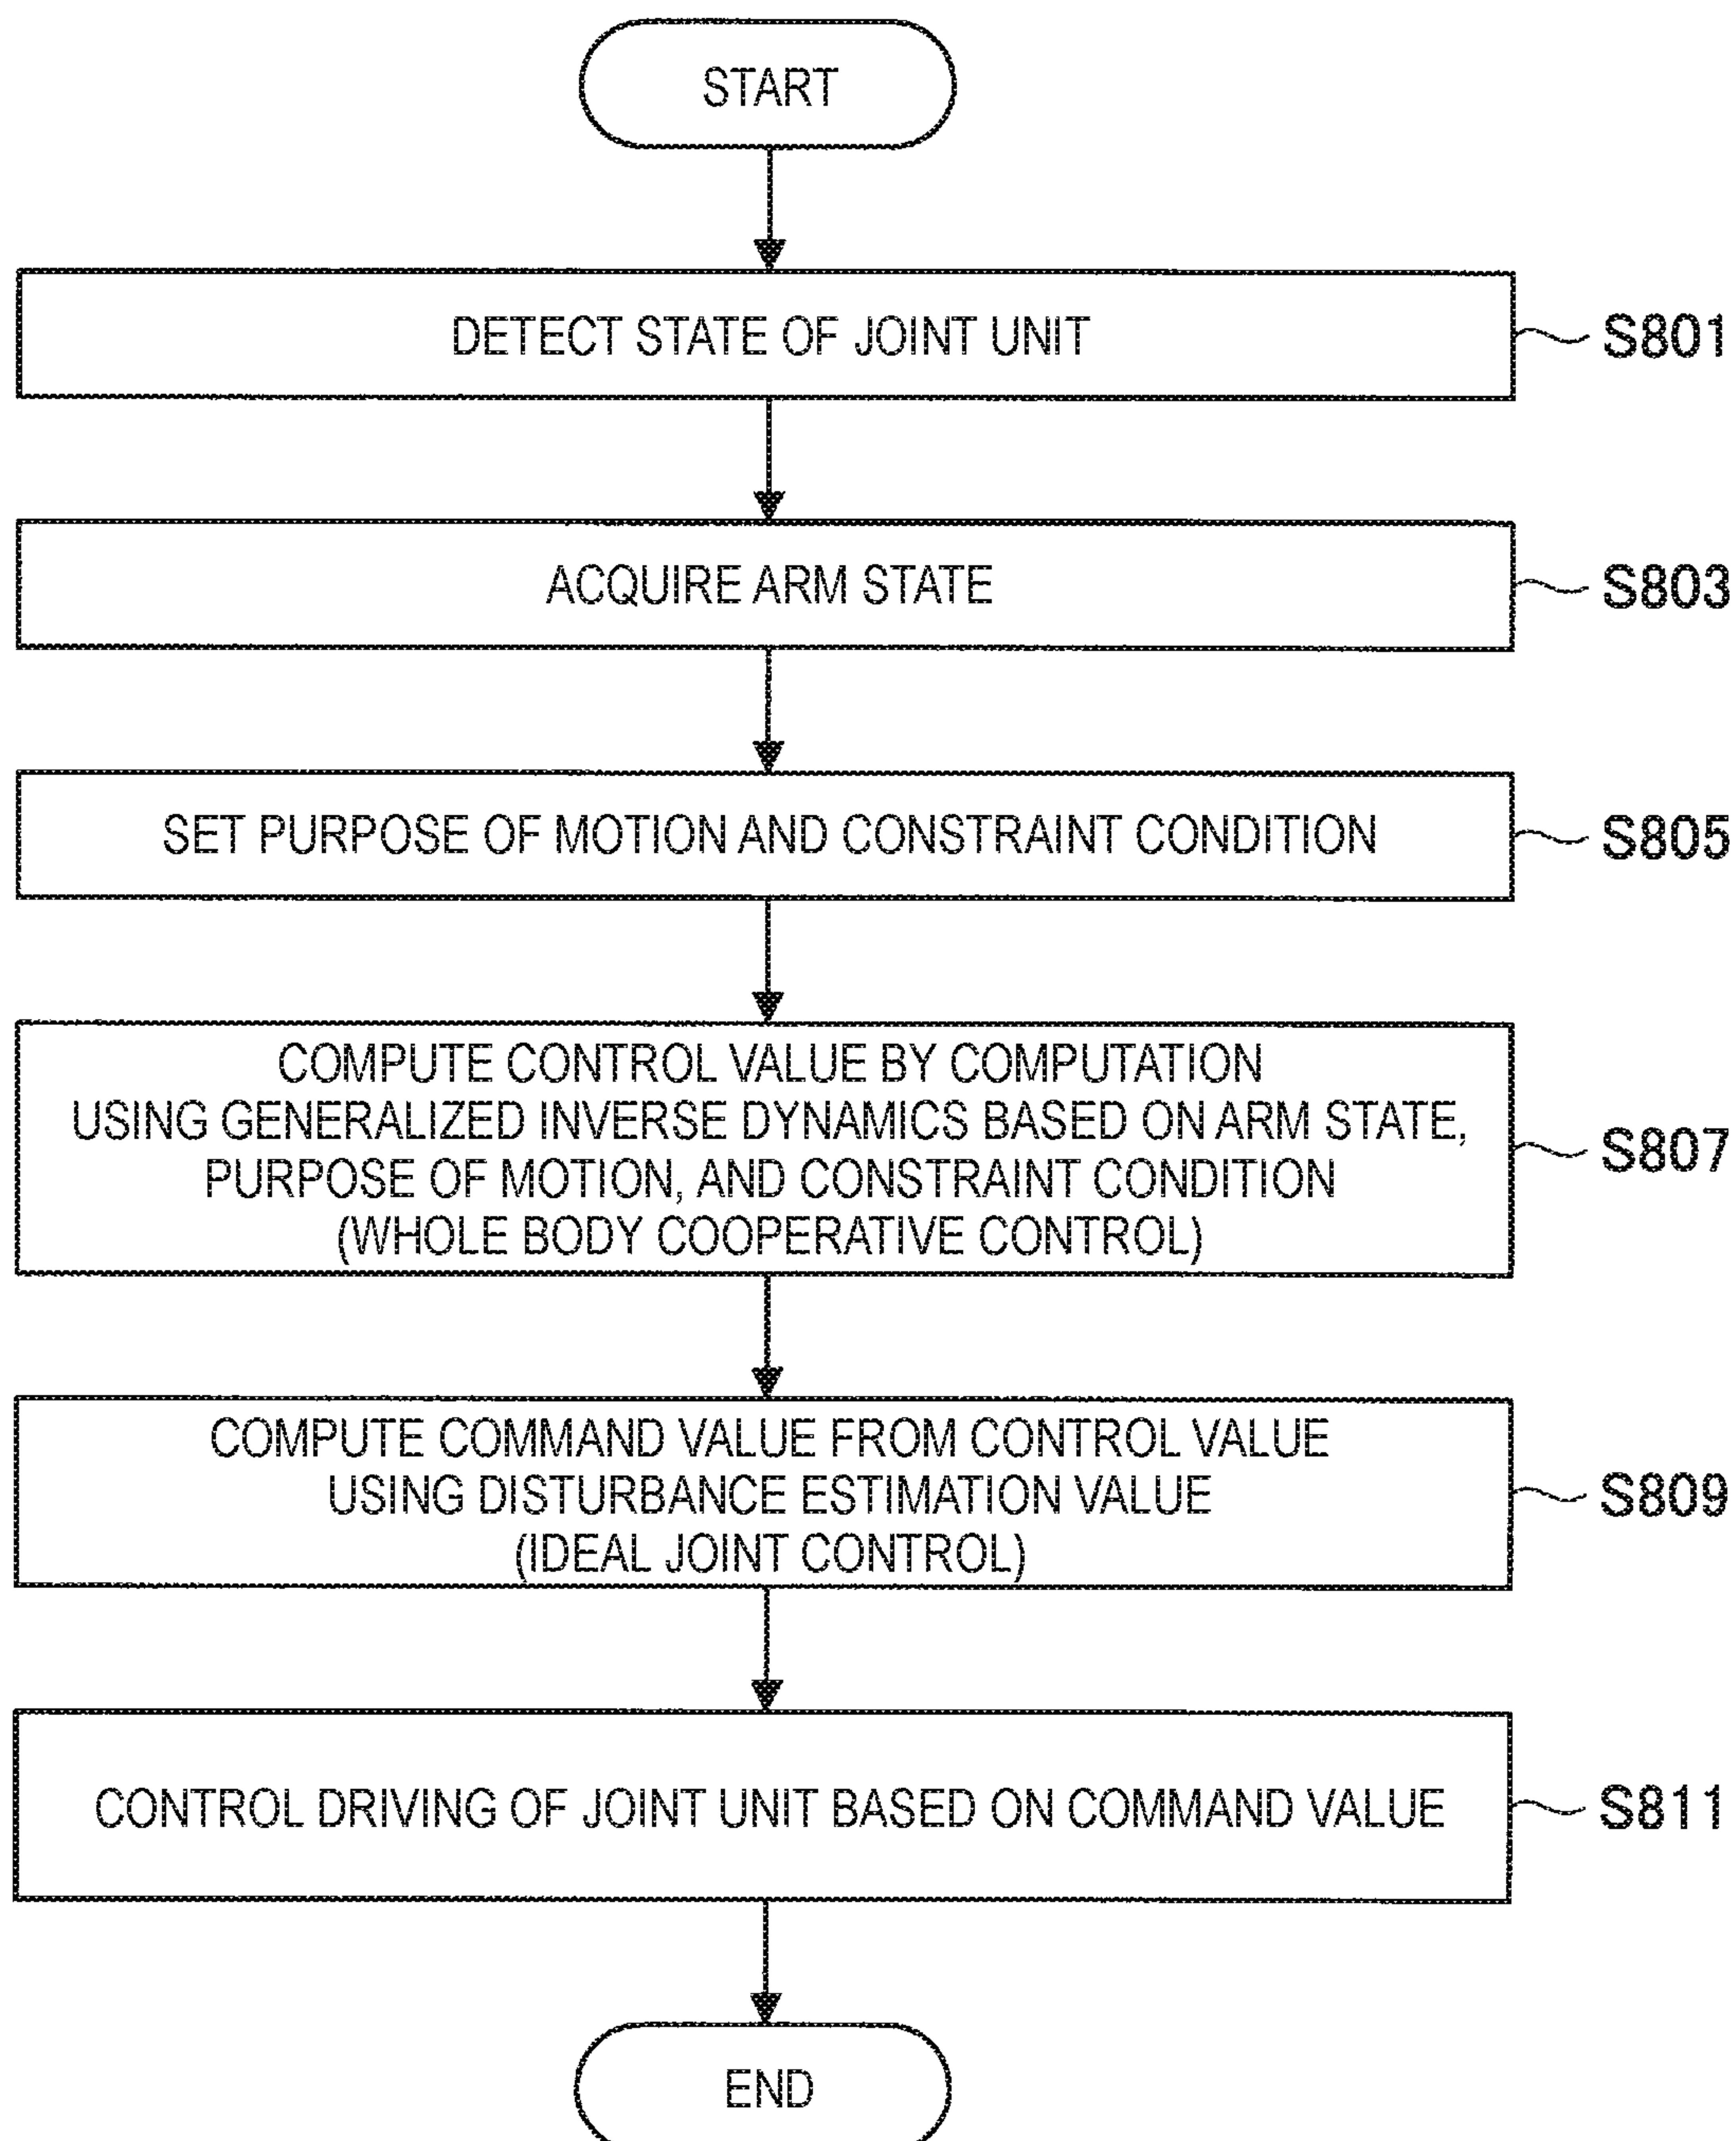 START
DETECT STATE OF JOINT UNIT
S801
ACQUIRE ARM STATE
S803
SET PURPOSE OF MOTION AND CONSTRAINT CONDITION
S805
COMPUTE CONTROL VALUE BY COMPUTATION
USING GENERALIZED INVERSE DYNAMICS BASED ON ARM STATE,
PURPOSE OF MOTION, AND CONSTRAINT CONDITION
(WHOLE BODY COOPERATIVE CONTROL)
S807
COMPUTE COMMAND VALUE FROM CONTROL VALUE
USING DISTURBANCE ESTIMATION VALUE
(IDEAL JOINT CONTROL)
S809
CONTROL DRIVING OF JOINT UNIT BASED ON COMMAND VALUE
S811
END